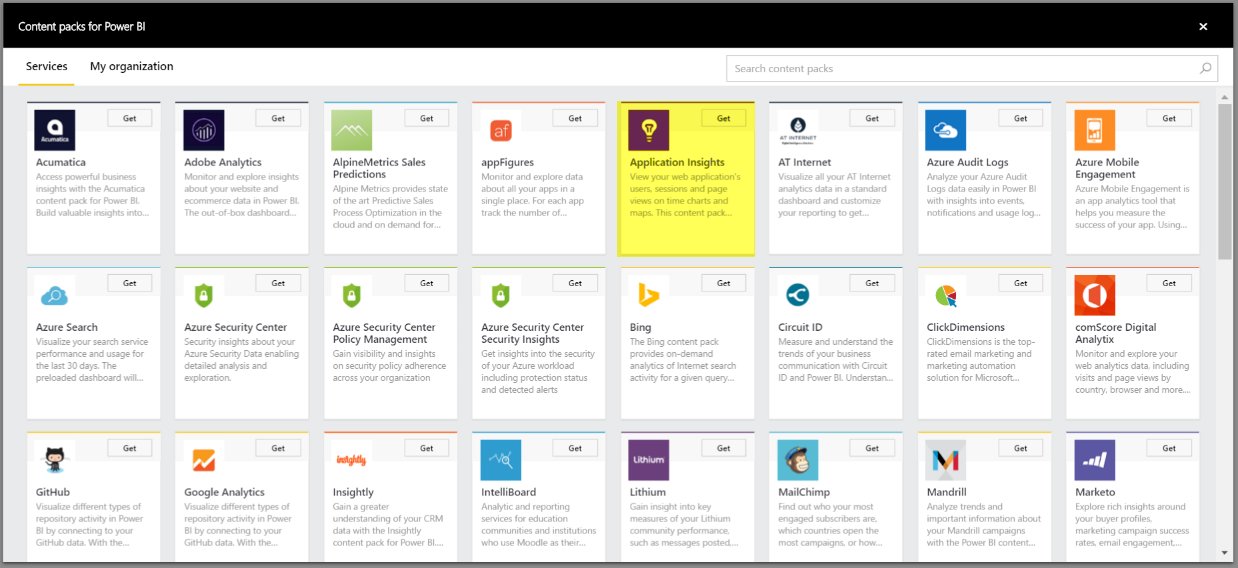 Content packs for Power BI
Services
My organization
Search content packs
Acumatica
Get
Acumatica
Access powerful business
insights with the Acumatica
content pack for Power BI.
Build valuable insights into...
Get
Adobe Analytics
Monitor and explore insights
about your website and
ecommerce data in Power BI.
The out-of-box dashboard...
Get
AlpineMetrics Sales
Predictions
Alpine Metrics provides state
of the art Predictive Sales
Process Optimization in the
cloud and on demand for...
af
Get
appFigures
Monitor and explore data
about all your apps in a
single place. For each app
track the number of...
Get
Application Insights
View your web application's
users, sessions and page
views on time charts and
maps. This content pack...
AT INTERNET
Get
AT Internet
Visualize all your AT Internet
analytics data in a standard
dashboard and customize
your reporting to get...
Get
Azure Audit Logs
Analyze your Azure Audit
Logs data easily in Power BI
with insights into events,
notifications and usage log...
Get
Azure Mobile
Engagement
Azure Mobile Engagement is
an app analytics tool that
helps you measure the
success of your app. Using...
Get
Azure Search
Visualize your search service
performance and usage for
the last 30 days. The
preloaded dashboard will...
Get
Azure Security Center
Security insights about your
Azure Security Data enabling
detailed analysis and
exploration.
Get
Azure Security Center
Policy Management
Gain visibility and insights
on security policy adherence
across your organization
Get
Azure Security Center
Security Insights
Get insights into the security
of your Azure workload
including protection status
and detected alerts
Get
Bing
The Bing content pack
provides on-demand
analytics of Internet search
activity for a given query...
Get
Circuit ID
Measure and understand the
trends of your business
communication with Circuit
ID and Power BI. Understan...
Get
ClickDimensions
ClickDimensions is the top-
rated email marketing and
marketing automation
solution for Microsoft...
Get
comScore Digital
Analytix
Monitor and explore your
web analytics data, including
visits and page views by
country, browser and more...
Get
GitHub
Visualize different types of
repository activity in Power
BI by connecting to your
GitHub data. With the...
Get
Google Analytics
Visualize different types of
repository activity in Power
BI by connecting to your
GitHub data. With the...
insightly
Get
Insightly
Gain a greater
understanding of your CRM
data with the Insightly
content pack for Power BI....
Get
IntelliBoard
Analytic and reporting
services for education
communities and institutions
who use Moodle as their...
Lithium
Get
Lithium
Gain insight into key
measures of your Lithium
community performance,
such as messages posted,...
Get
MailChimp
Find out who your most
engaged subscribers are,
which countries open the
most campaigns, or how...
Get
Mandrill
Analyze trends and
important information about
your Mandrill campaigns
with the Power BI content...
Get
Marketo
Explore rich insights around
your buyer profiles,
marketing campaign success
rates, email engagement,...